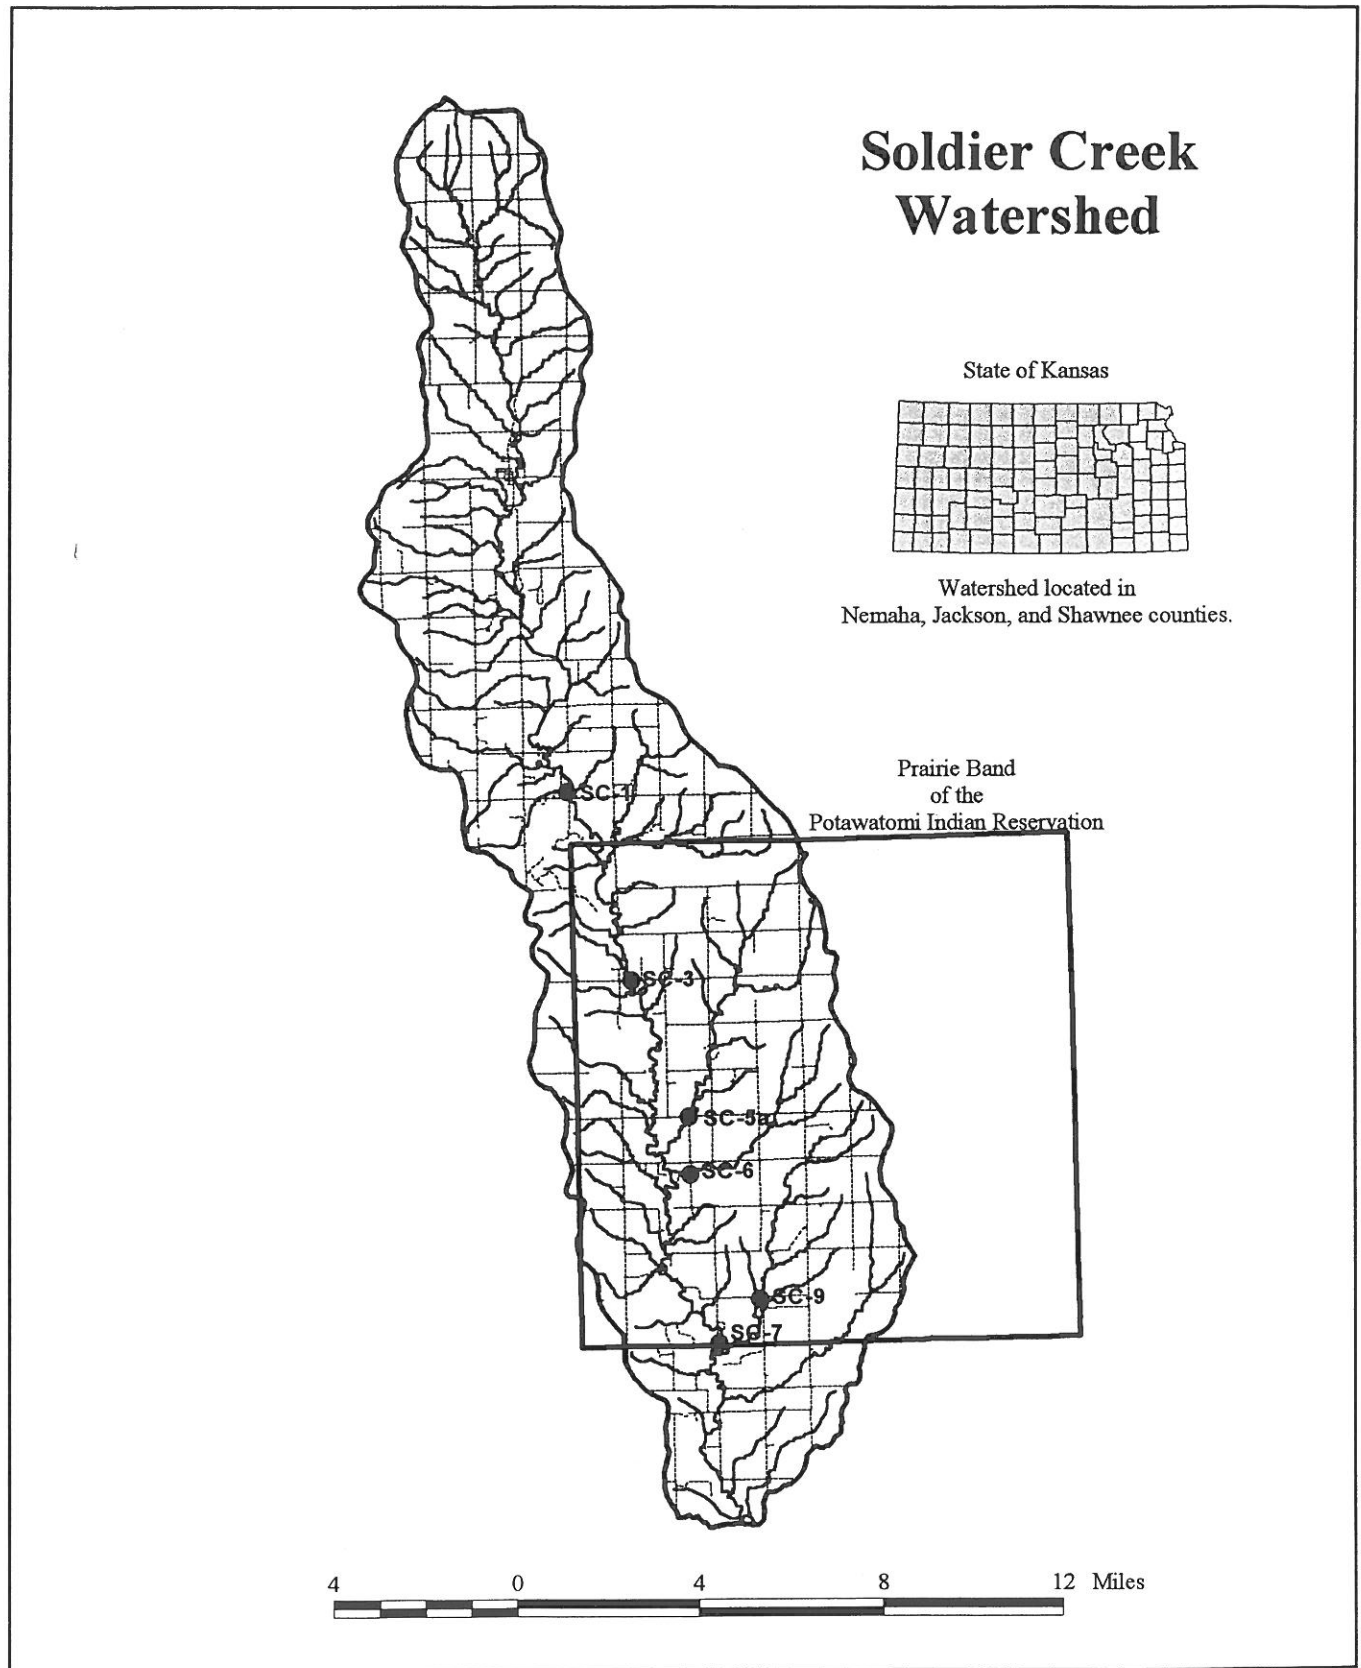 Soldier Creek
Watershed
State of Kansas
Watershed located in
Nemaha, Jackson, and Shawnee counties.
Prairie Band
of the
Potawatomi Indian Reservation
SC-1
SC-3
SC-5a
SC-6
SC-9
SC-7
4 0 4 8 12 Miles